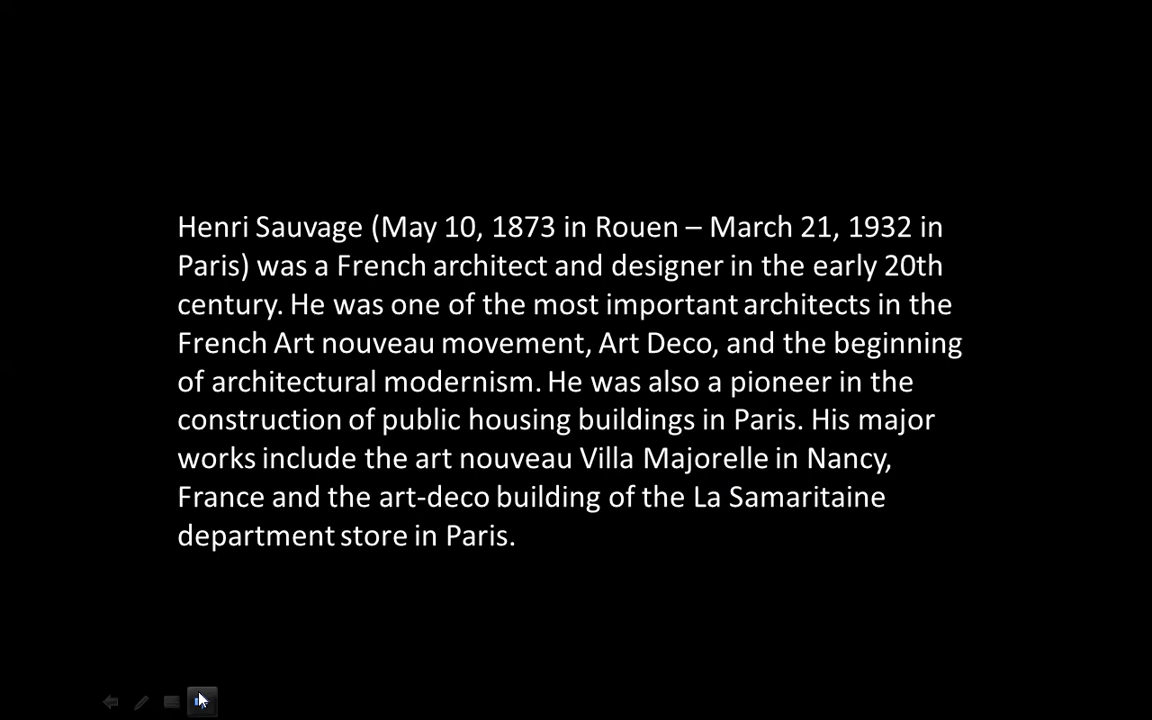 Henri Sauvage (May 10, 1873 in Rouen – March 21, 1932 in
Paris) was a French architect and designer in the early 20th
century. He was one of the most important architects in the
French Art nouveau movement, Art Deco, and the beginning
of architectural modernism. He was also a pioneer in the
construction of public housing buildings in Paris. His major
works include the art nouveau Villa Majorelle in Nancy,
France and the art-deco building of the La Samaritaine
department store in Paris.